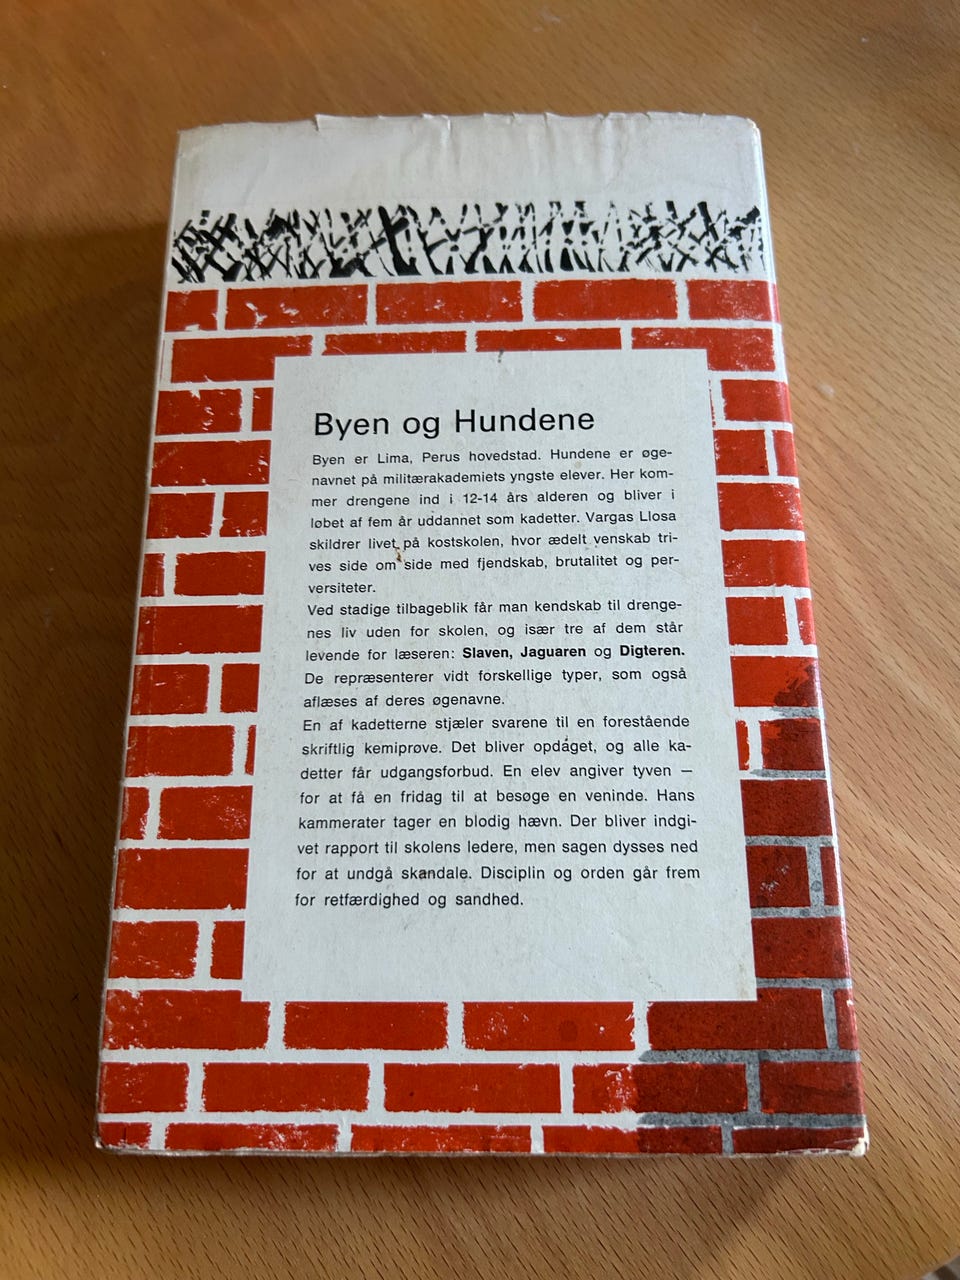 Byen og Hundene
Byen er Lima, Perus hovedstad. Hundene er øge-
navnet på militærakademiets yngste elever. Her kom-
mer drengene ind i 12-14 års alderen og bliver i
løbet af fem år uddannet som kadetter. Vargas Llosa
skildrer livet på kostskolen, hvor ædelt venskab tri-
ves side om side med fjendskab, brutalitet og per-
versiteter.
Ved stadige tilbageblik får man kendskab til drenge-
nes liv uden for skolen, og især tre af dem står
levende for læseren: Slaven, Jaguaren og Digteren.
De repræsenterer vidt forskellige typer, som også
aflæses af deres øgenavne.
En af kadetterne stjæler svarene til en forestående
skriftlig kemiprøve. Det bliver opdaget, og alle ka-
detter får udgangsforbud. En elev angiver tyven —
for at få en fridag til at besøge en veninde. Hans
kammerater tager en blodig hævn. Der bliver indgi-
vet rapport til skolens ledere, men sagen dysses ned
for at undgå skandale. Disciplin og orden går frem
for retfærdighed og sandhed.